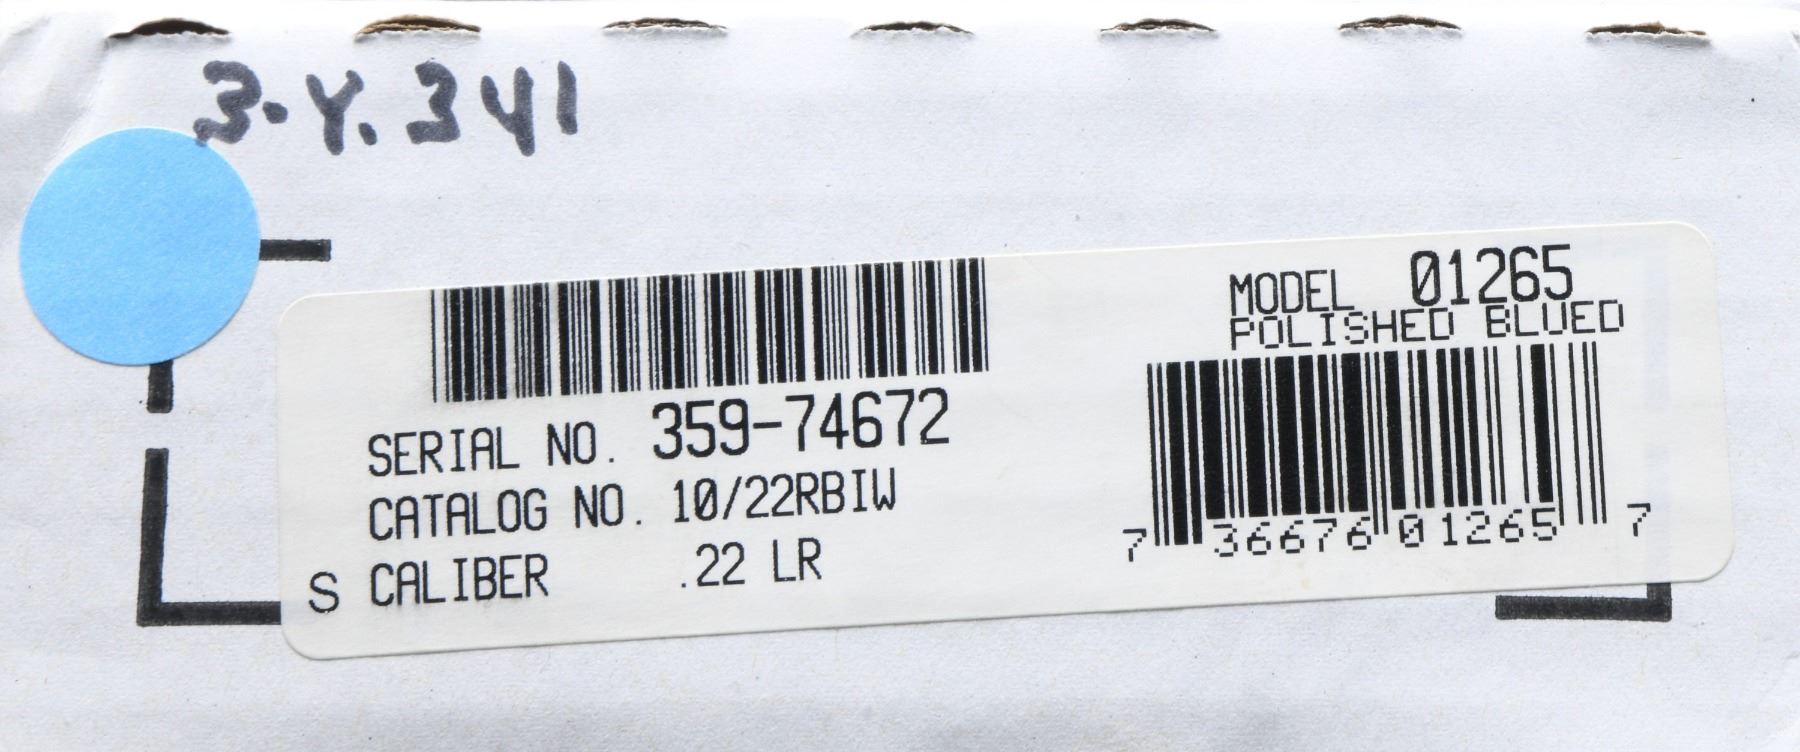 3.Y.341
SERIAL NO. 359-74672
CATALOG NO. 10/22RBIW
S CALIBER .22 LR
MODEL 01265
POLISHED BLUED
7 36676 01265 7